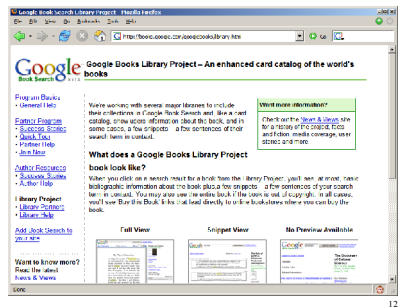 Google Book Search Library Project - Mozilla Firefox
File Edit View Go Bookmarks Tools Help
http://books.google.com/googlebooks/library.html
Go
Google
Book Search
Google Books Library Project – An enhanced card catalog of the world's
books
Program Basics
• General Help
Partner Program
• Success Stories
• Quick Tour
• Partner Help
• Join Now
Author Resources
• Success Stories
• Author Help
Library Project
• Library Partners
• Library Help
Add Book Search to
your site
Want to know more?
Read the latest
News & Views
We're working with several major libraries to include
their collections in Google Book Search and, like a card
catalog, show users information about the book, and in
some cases, a few snippets – a few sentences of their
search term in context.
Want more information?
Check out the News & Views site
for a history of the project, facts
and fiction, media coverage, user
stories and more.
What does a Google Books Library Project
book look like?
When you click on a search result for a book from the Library Project, you'll see, at most, basic
bibliographic information about the book plus a few snippets – a few sentences of your search
term in context. You may also see the entire book if the book is out of copyright. In all cases,
you'll see 'Buy this Book' links that lead directly to online bookstores where you can buy the
book.
Full View
Snippet View
No Preview Available
Google
Done
12